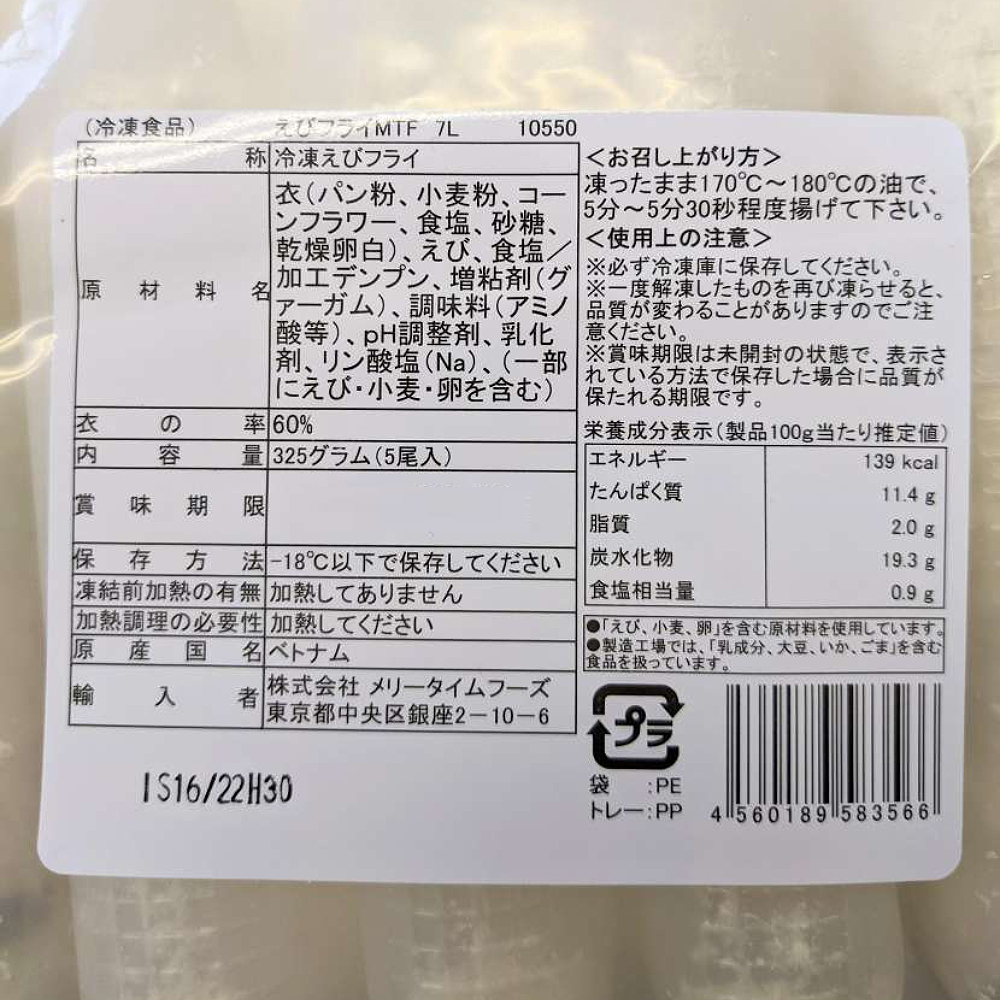 (冷凍食品) えびフライMTF 7L 10550
名称 冷凍えびフライ
原材料名 衣(パン粉、小麦粉、コー
ンフラワー、食塩、砂糖、
乾燥卵白)、えび、食塩／
加工デンプン、増粘剤(グ
ァーガム)、調味料(アミノ
酸等)、pH調整剤、乳化
剤、リン酸塩(Na)、(一部
にえび・小麦・卵を含む)
衣の率 60%
内容量 325グラム(5尾入)
賞味期限
保存方法 -18℃以下で保存してください
凍結前加熱の有無 加熱してありません
加熱調理の必要性 加熱してください
原産国名 ベトナム
輸入者 株式会社 メリータイムフーズ
東京都中央区銀座2－10－6
IS16/22H30
＜お召し上がり方＞
凍ったまま170℃～180℃の油で、
5分～5分30秒程度揚げて下さい。
＜使用上の注意＞
※必ず冷凍庫に保存してください。
※一度解凍したものを再び凍らせると、
品質が変わることがありますのでご注
意ください。
※賞味期限は未開封の状態で、表示さ
れている方法で保存した場合に品質が
保たれる期限です。
栄養成分表示(製品100g当たり推定値)
エネルギー 139 kcal
たんぱく質 11.4 g
脂質 2.0 g
炭水化物 19.3 g
食塩相当量 0.9 g
●「えび、小麦、卵」を含む原材料を使用しています。
●製造工場では、「乳成分、大豆、いか、ごま」を含む
食品を扱っています。
プラ
袋 :PE
トレー:PP
4 560189 583566